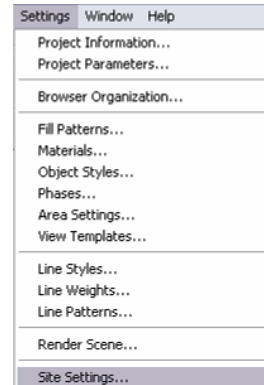 Settings Window Help
Project Information...
Project Parameters...
Browser Organization...
Fill Patterns...
Materials...
Object Styles...
Phases...
Area Settings...
View Templates...
Line Styles...
Line Weights...
Line Patterns...
Render Scene...
Site Settings...